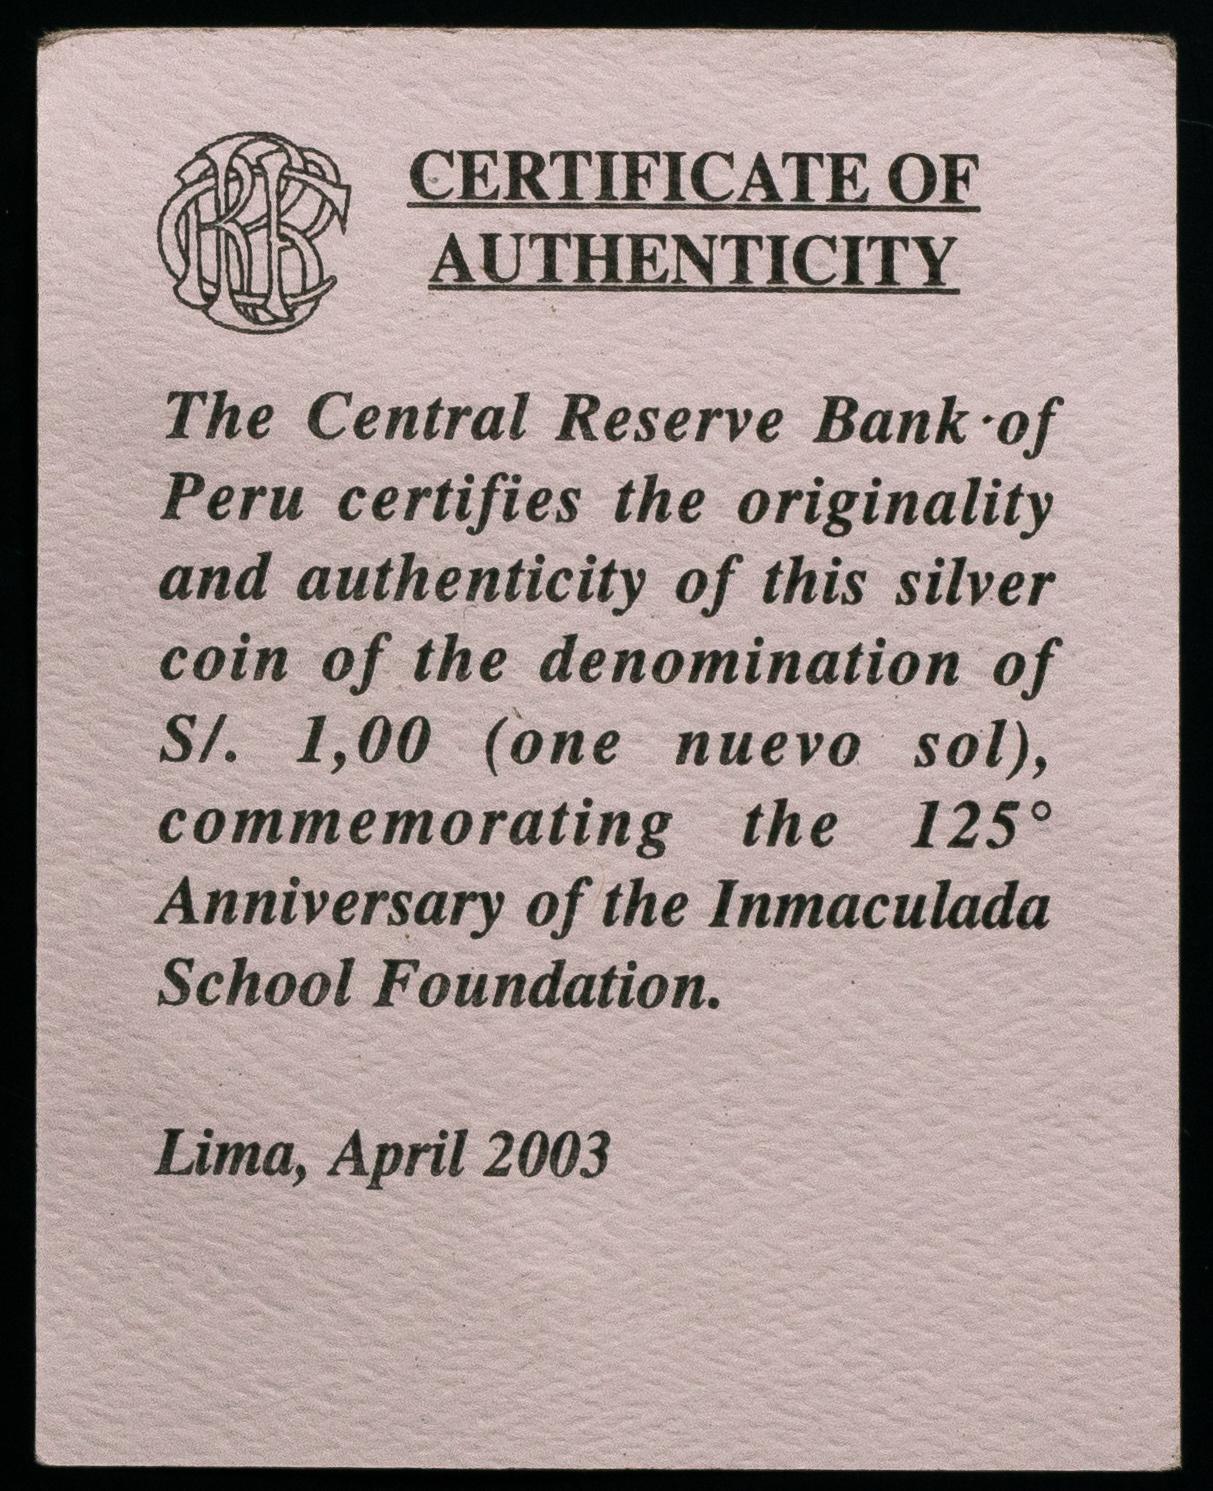 CERTIFICATE OF
AUTHENTICITY
The Central Reserve Bank of
Peru certifies the originality
and authenticity of this silver
coin of the denomination of
S/. 1,00 (one nuevo sol),
commemorating the 125°
Anniversary of the Inmaculada
School Foundation.
Lima, April 2003